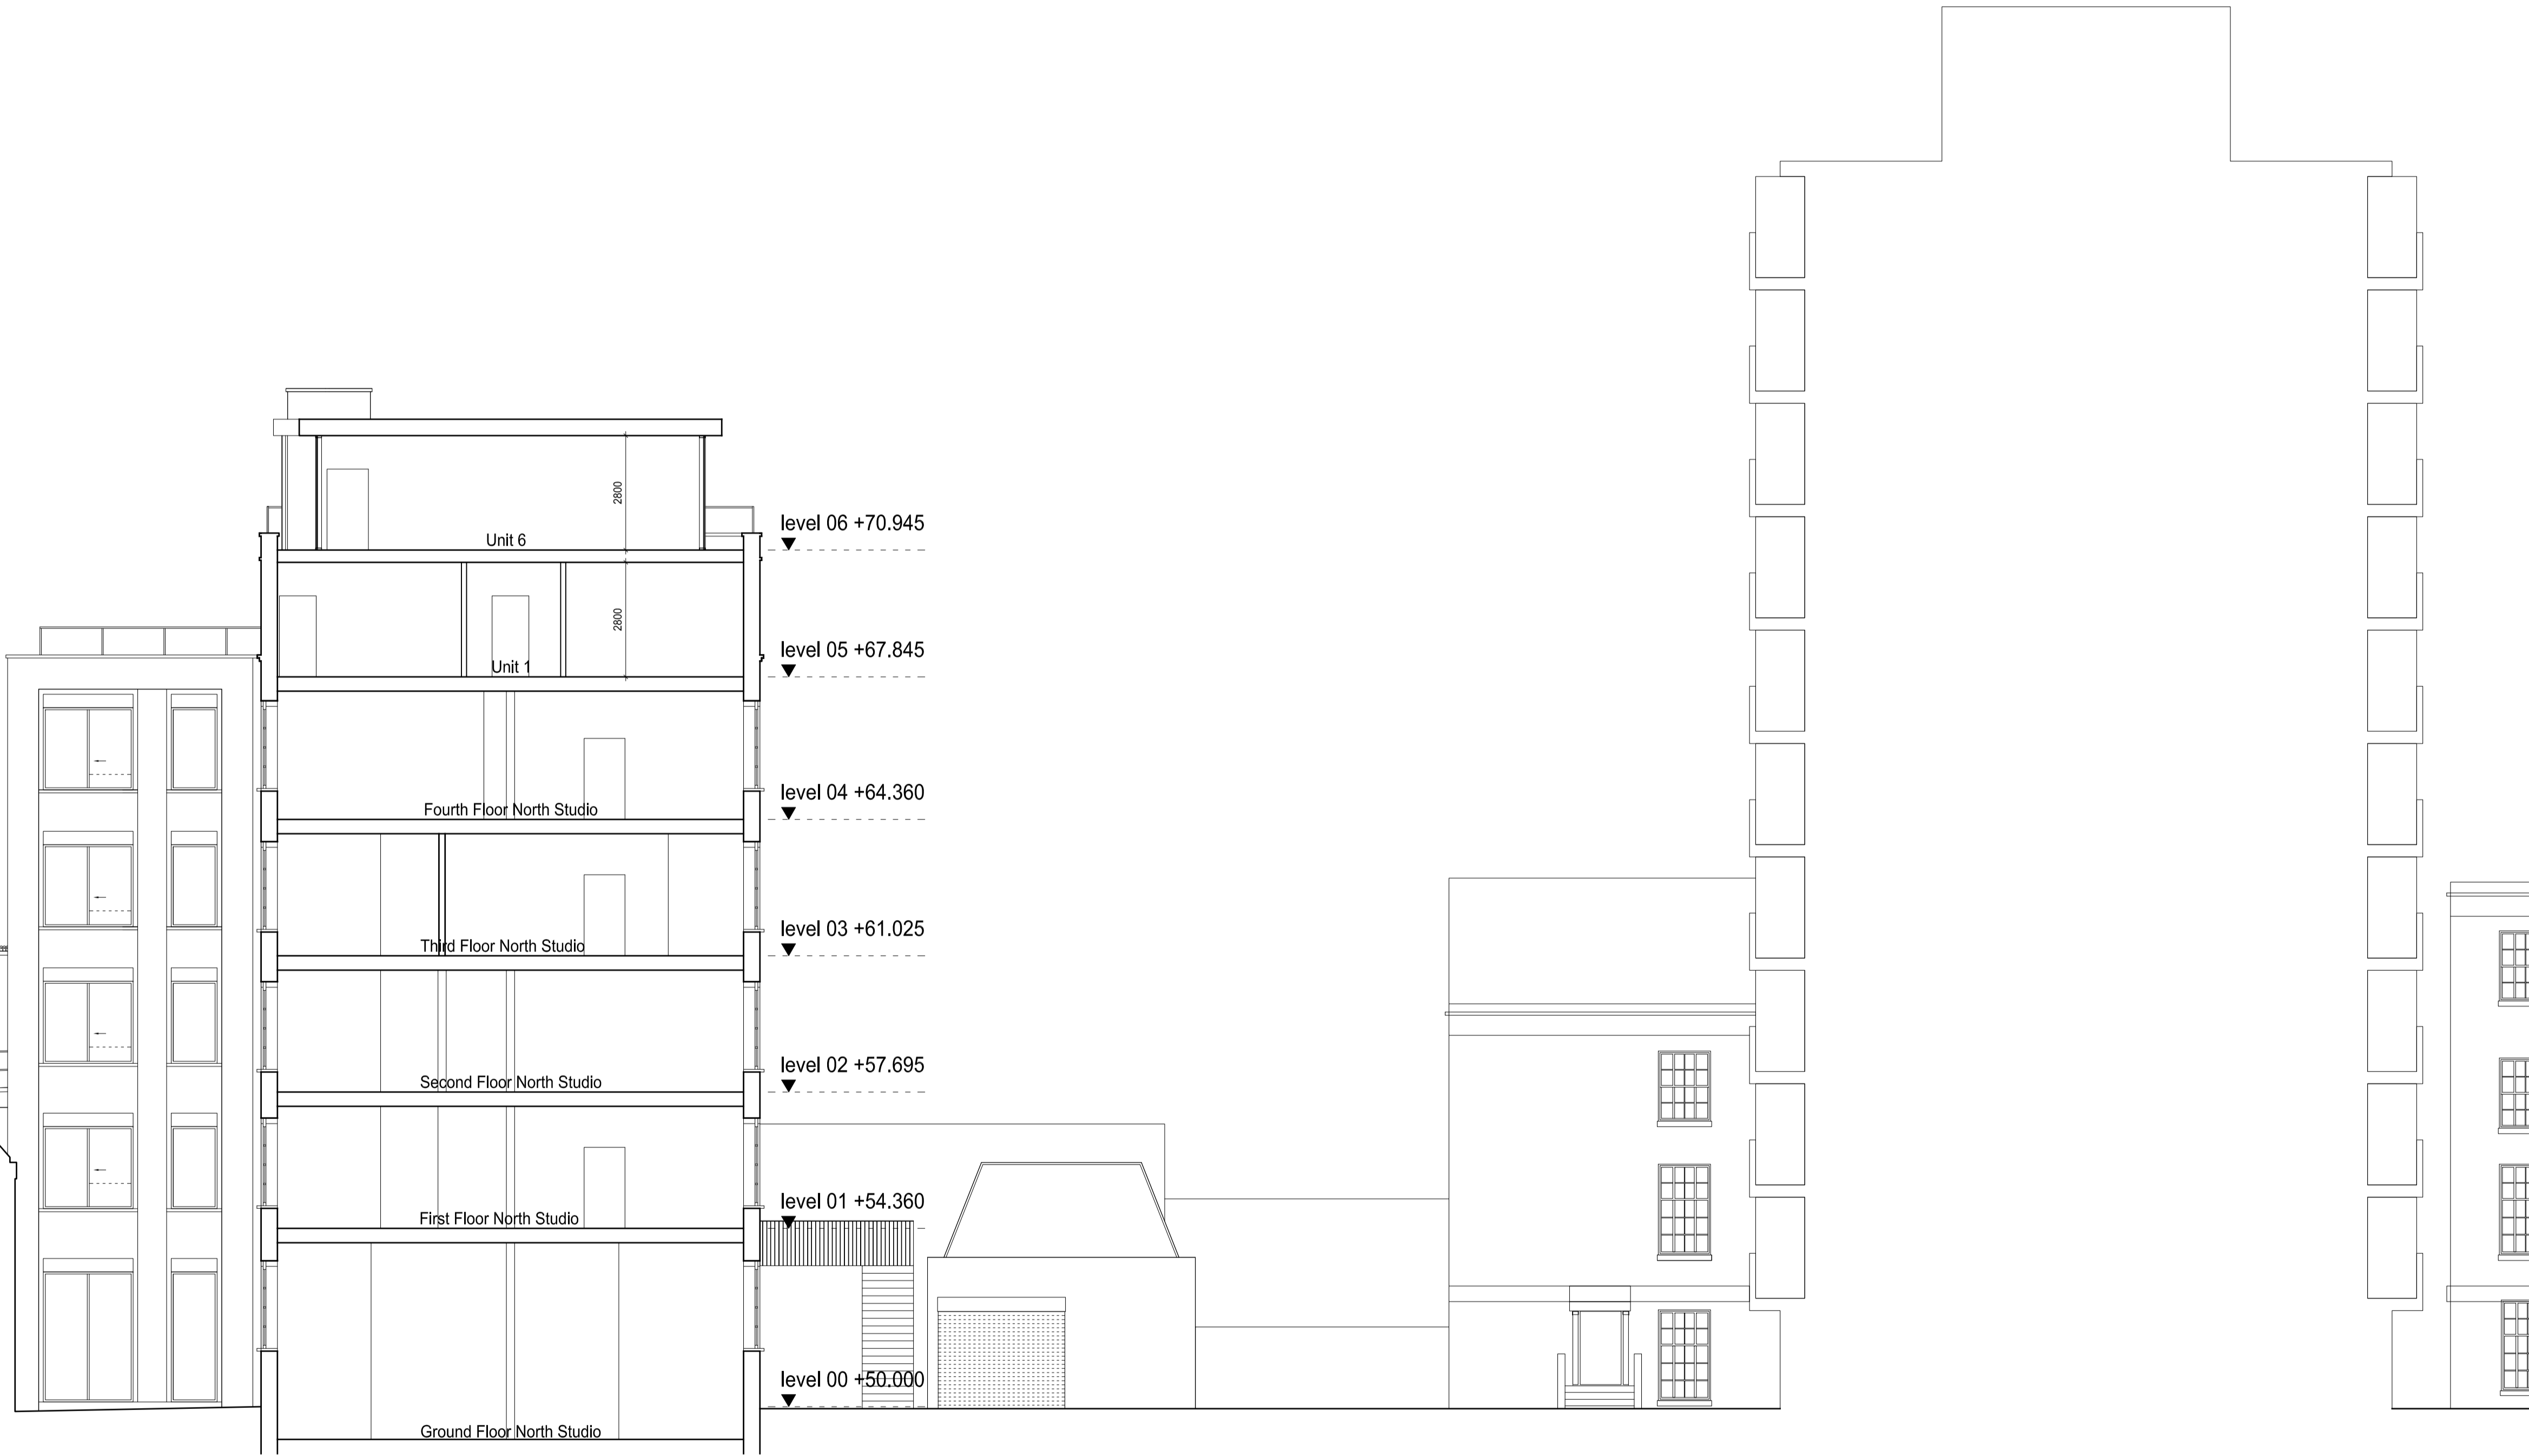 2800
level 06 +70.945
Unit 6
2800
level 05 +67.845
Unit 1
level 04 +64.360
Fourth Floor North Studio
level 03 +61.025
Third Floor North Studio
level 02 +57.695
Second Floor North Studio
level 01 +54.360
First Floor North Studio
level 00 +50.000
Ground Floor North Studio